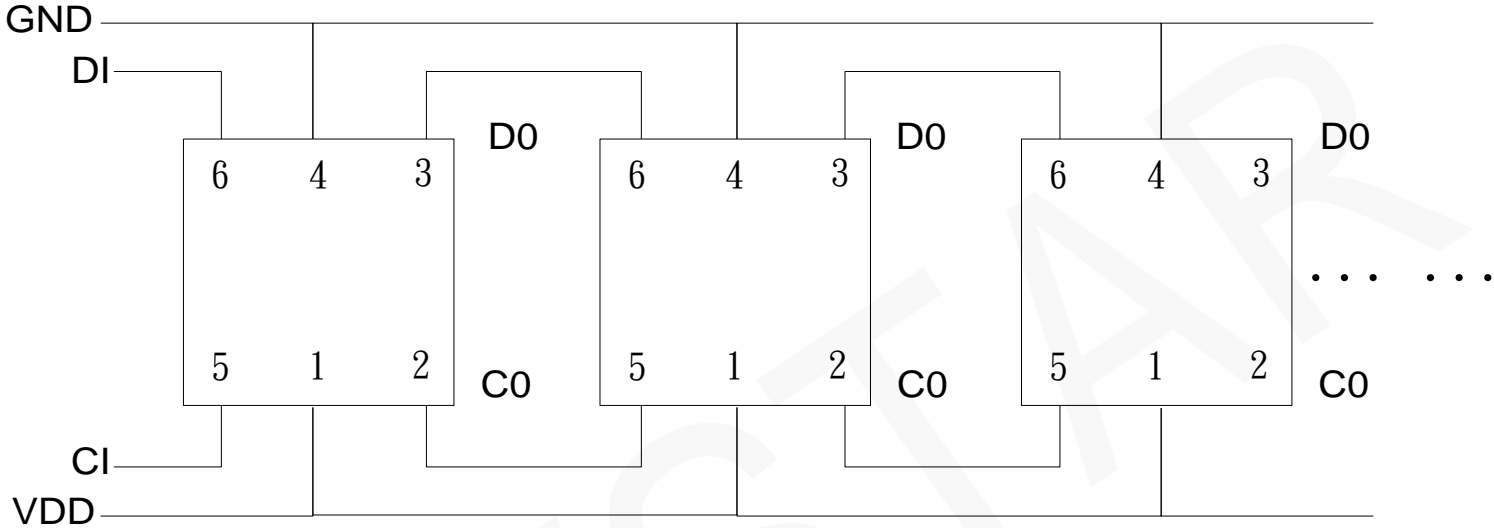 GND
DI
D0 D0 D0
6 4 3 6 4 3 6 4 3
... ...
5 1 2 5 1 2 5 1 2
C0 C0 C0
CI
VDD
STAR